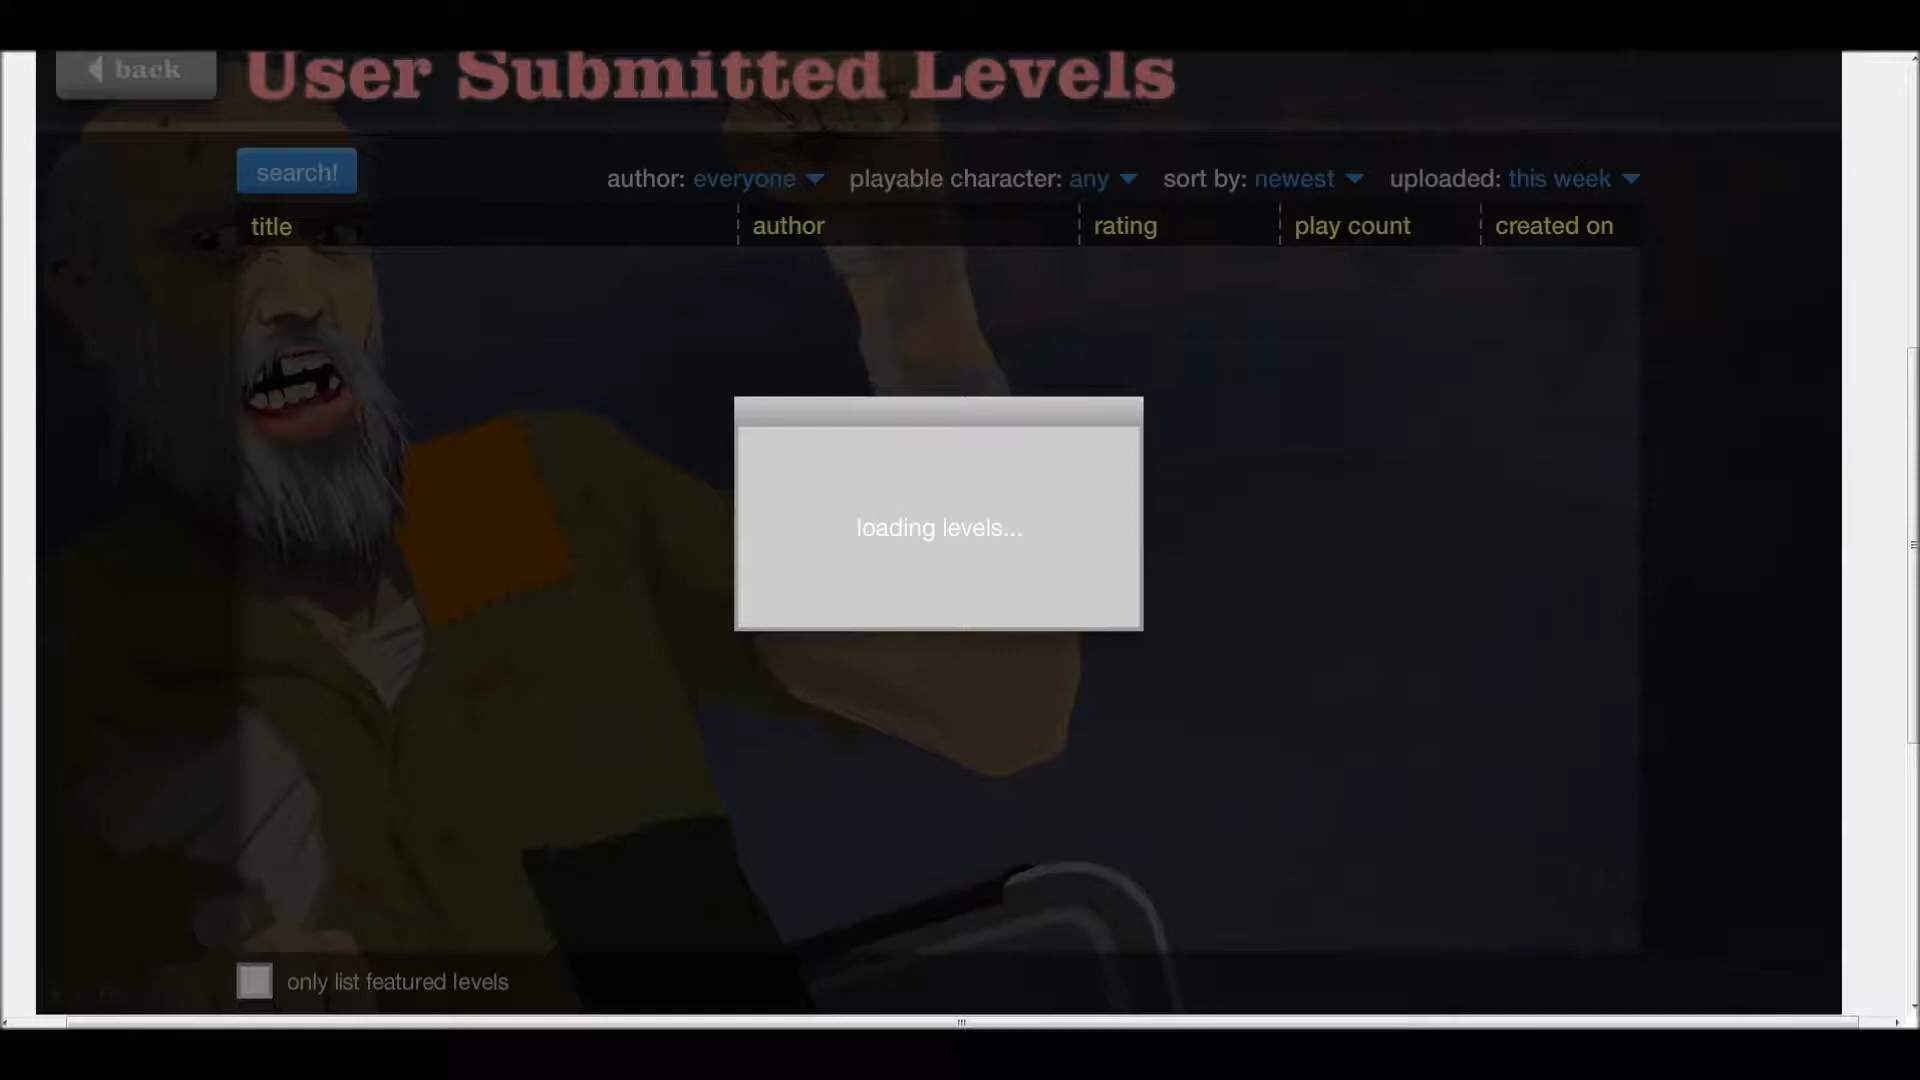 back
User Submitted Levels
search!
author: everyone playable character: any sort by: newest uploaded: this week
title author rating play count created on
loading levels...
only list featured levels